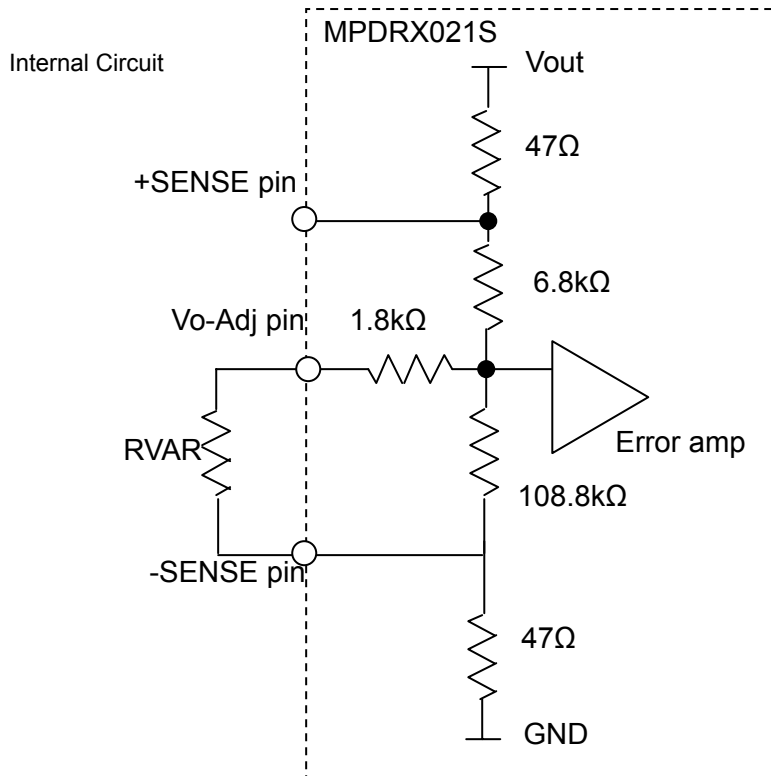 MPDRX021S
Internal Circuit
Vout
47Ω
+SENSE pin
6.8kΩ
Vo-Adj pin
1.8kΩ
RVAR
Error amp
108.8kΩ
-SENSE pin
47Ω
GND